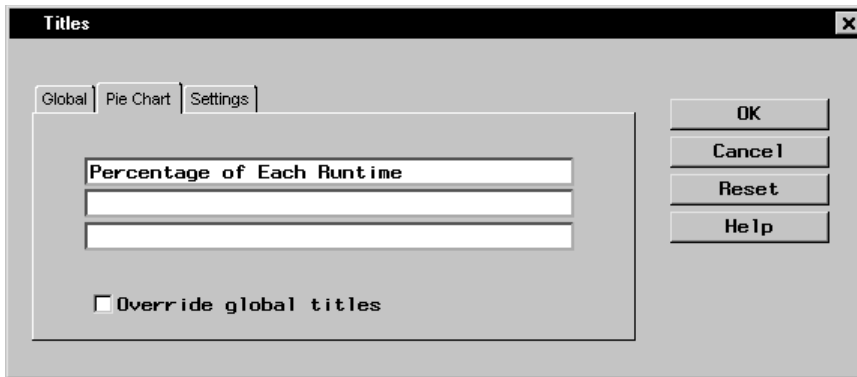 Titles
Global Pie Chart Settings
OK
Percentage of Each Runtime
Cancel
Reset
Help
Override global titles